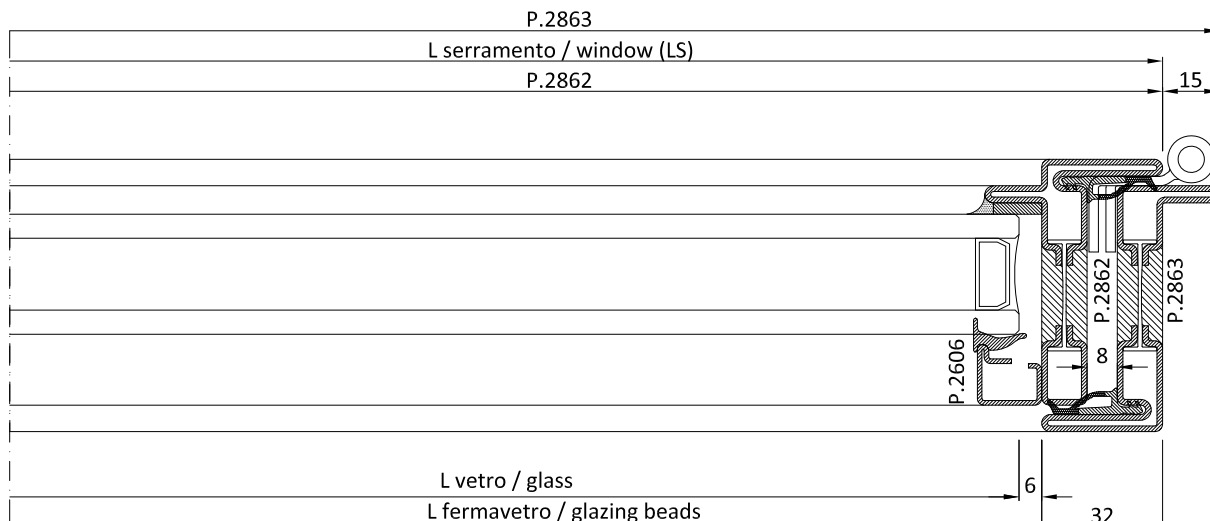 P.2863
L serramento / window (LS)
P.2862
15
P.2862
P.2863
P.2606
8
L vetro / glass
6
L fermavetro / glazing beads
32